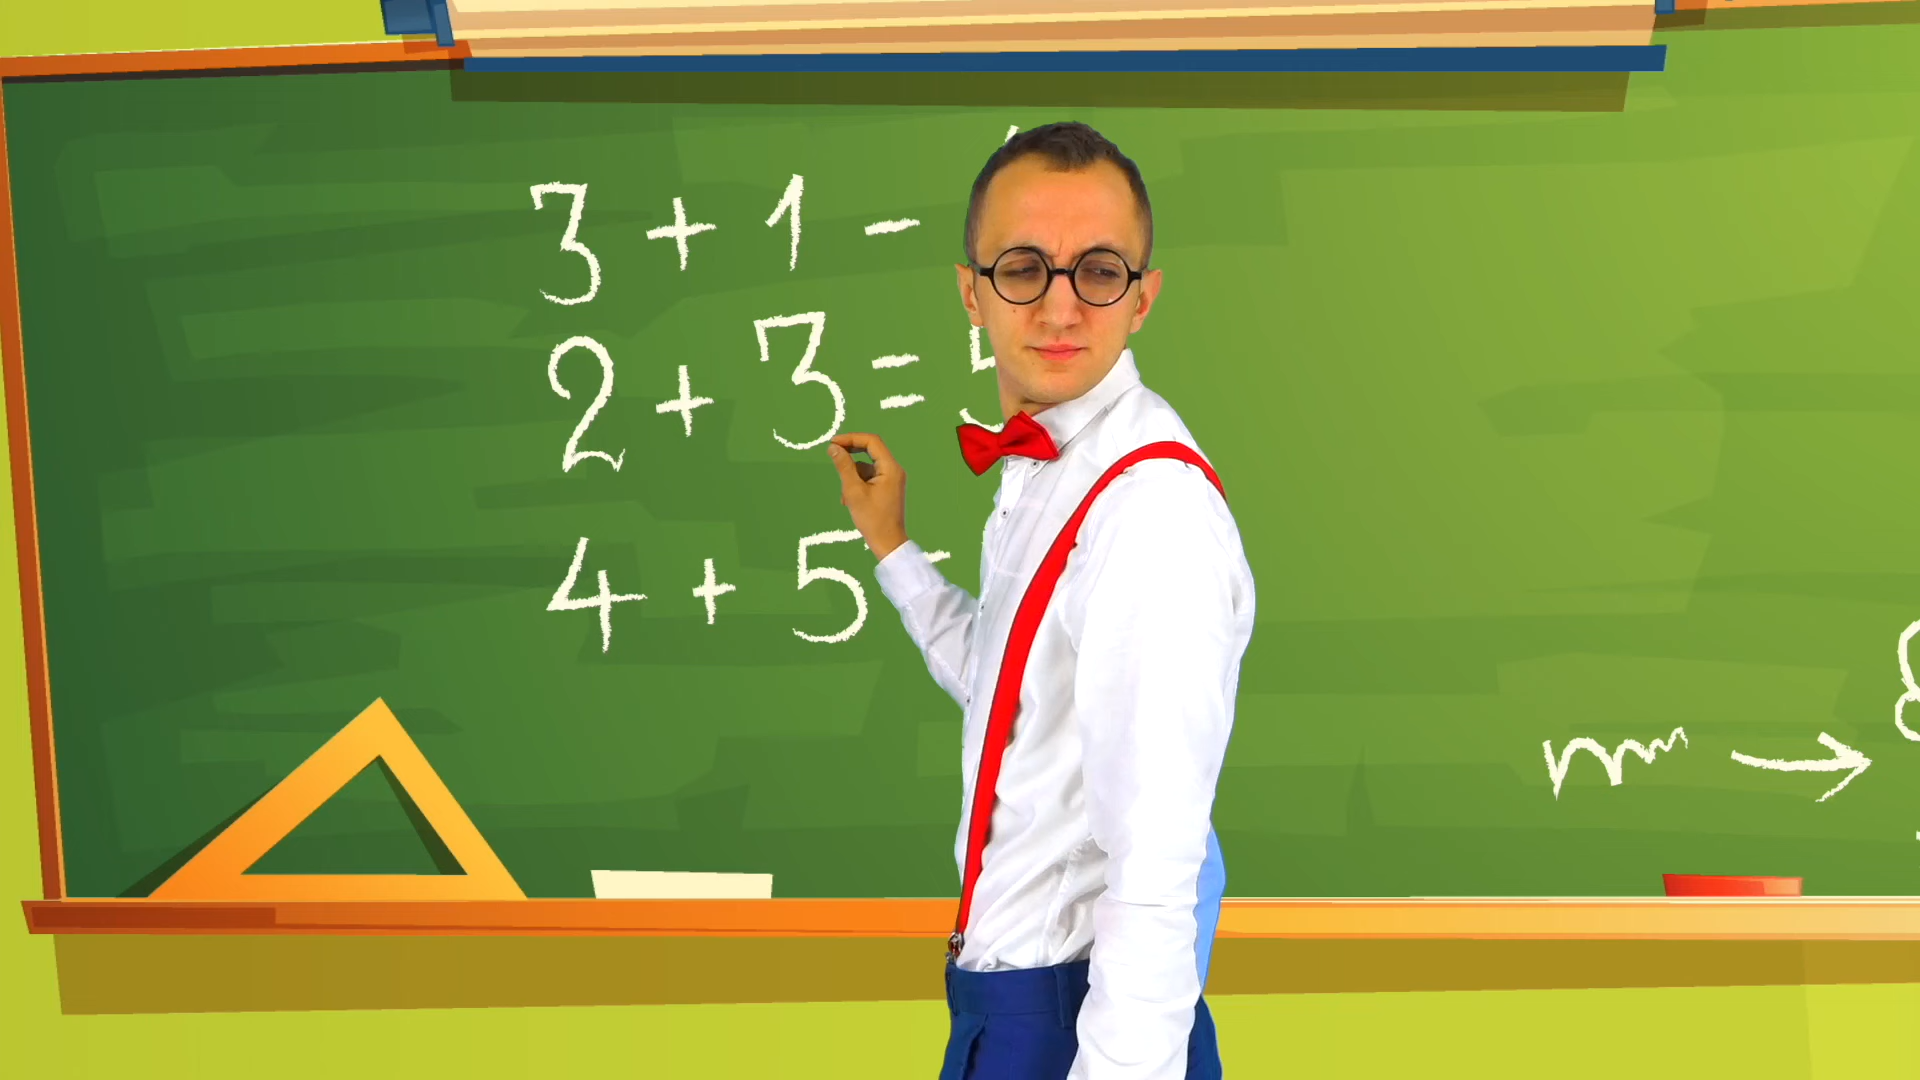 3 + 1 -
2 + 3 = 5
4 + 5
m →